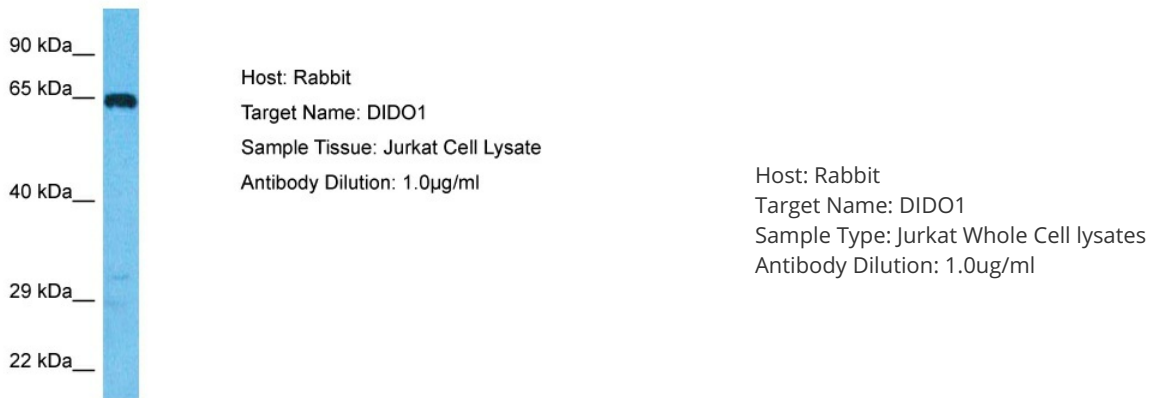 90 kDa__
65 kDa__
40 kDa__
29 kDa__
22 kDa__
Host: Rabbit
Target Name: DIDO1
Sample Tissue: Jurkat Cell Lysate
Antibody Dilution: 1.0μg/ml
Host: Rabbit
Target Name: DIDO1
Sample Type: Jurkat Whole Cell lysates
Antibody Dilution: 1.0ug/ml